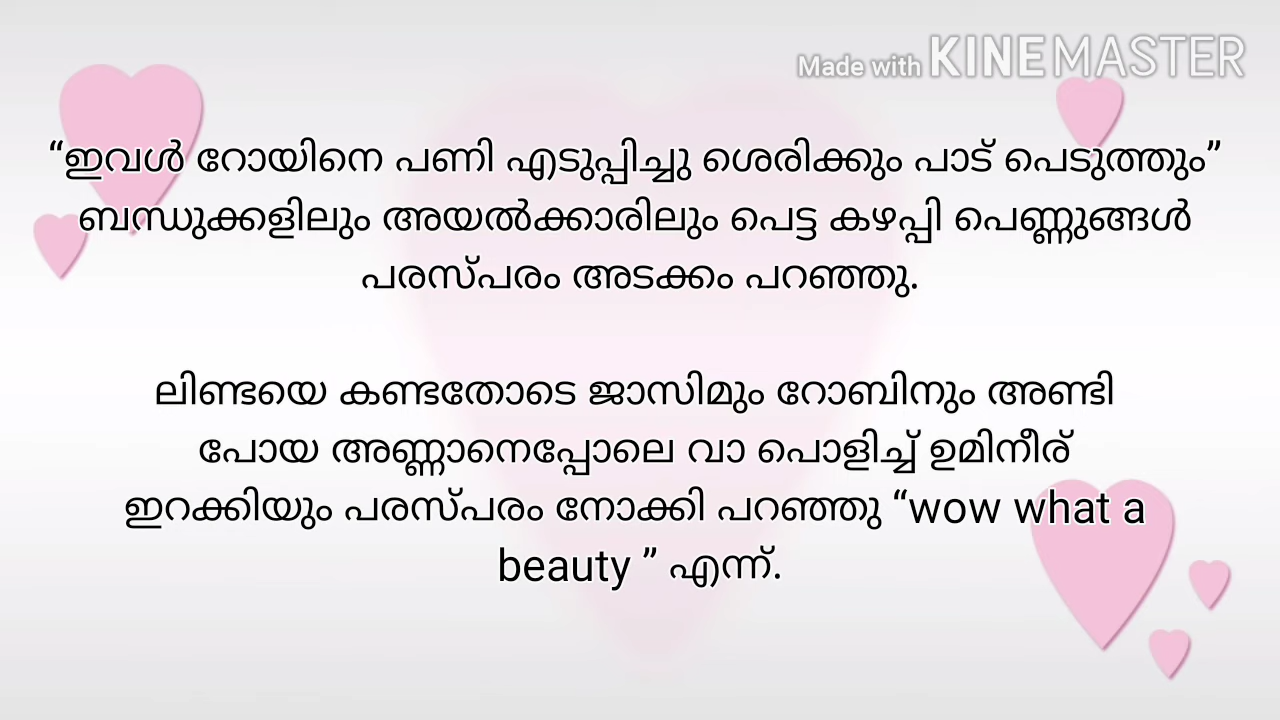 Made with KINEMASTER
“ഇവൾ റോയിനെ പണി എടുപ്പിച്ചു ശെരിക്കും പാട് പെടുത്തും”
ബന്ധുക്കളിലും അയൽക്കാരിലും പെട്ട കഴപ്പി പെണ്ണുങ്ങൾ
പരസ്പരം അടക്കം പറഞ്ഞു.
ലിണ്ടയെ കണ്ടതോടെ ജാസിമും റോബിനും അണ്ടി
പോയ അണ്ണാനെപ്പോലെ വാ പൊളിച്ച് ഉമിനീര്
ഇറക്കിയും പരസ്പരം നോക്കി പറഞ്ഞു “wow what a
beauty ” എന്ന്.